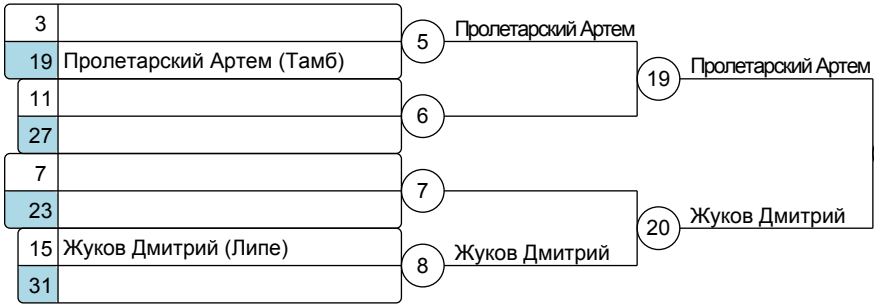 3
5
Пролетарский Артем
19 Пролетарский Артем (Тамб)
19
Пролетарский Артем
11
6
27
7
7
23
20
Жуков Дмитрий
15 Жуков Дмитрий (Липе)
8
Жуков Дмитрий
31